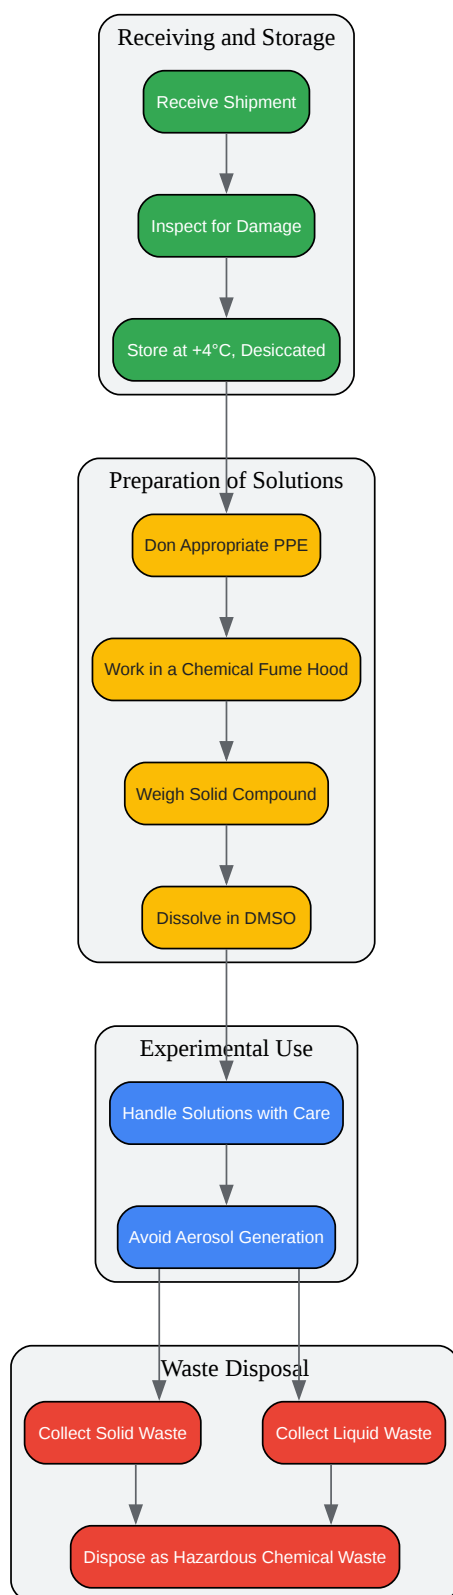 Receiving and Storage
Receive Shipment
Inspect for Damage
Store at +4°C, Desiccated
Preparation of Solutions
Don Appropriate PPE
Work in a Chemical Fume Hood
Weigh Solid Compound
Dissolve in DMSO
Experimental Use
Handle Solutions with Care
Avoid Aerosol Generation
Waste Disposal
Collect Solid Waste
Collect Liquid Waste
Dispose as Hazardous Chemical Waste